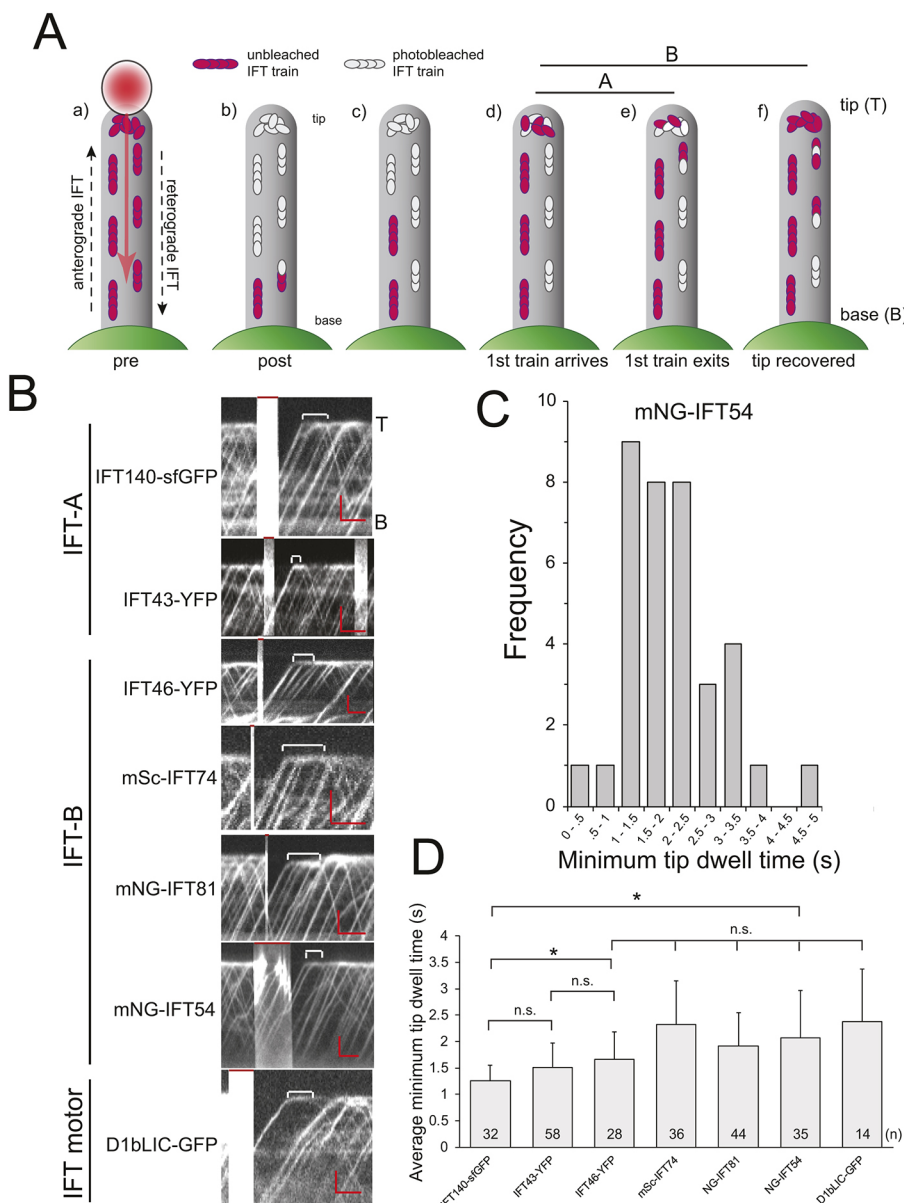 A
unbleached
IFT train
photobleached
IFT train
B
A
a)
b)
tip
c)
d)
e)
f)
tip (T)
anterograde IFT
reterograde IFT
base
base (B)
pre
post
1st train arrives
1st train exits
tip recovered
B
IFT-A
IFT140-sfGFP
T
B
IFT43-YFP
IFT-B
IFT46-YFP
mSc-IFT74
mNG-IFT81
mNG-IFT54
IFT motor
D1bLIC-GFP
C
mNG-IFT54
Frequency
10
8
6
4
2
0
0 - .5
.5 - 1
1 - 1.5
1.5 - 2
2 - 2.5
2.5 - 3
3 - 3.5
3.5 - 4
4 - 4.5
4.5 - 5
Minimum tip dwell time (s)
D
Average minimum tip dwell time (s)
4
3.5
3
2.5
2
1.5
1
0.5
0
*
n.s.
*
n.s.
n.s.
32
58
28
36
44
35
14
(n)
IFT140-sfGFP
IFT43-YFP
IFT46-YFP
mSc-IFT74
NG-IFT81
NG-IFT54
D1bLIC-GFP